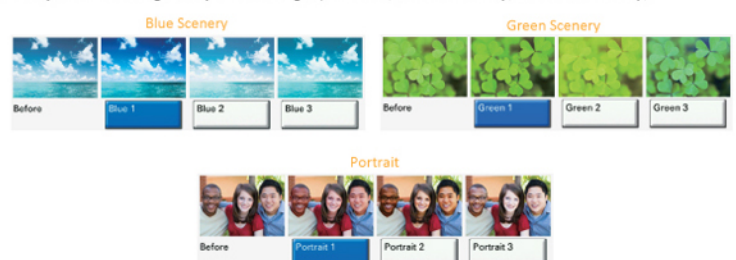 Blue Scenery
Before Blue 1 Blue 2 Blue 3
Green Scenery
Before Green 1 Green 2 Green 3
Portrait
Before Portrait 1 Portrait 2 Portrait 3